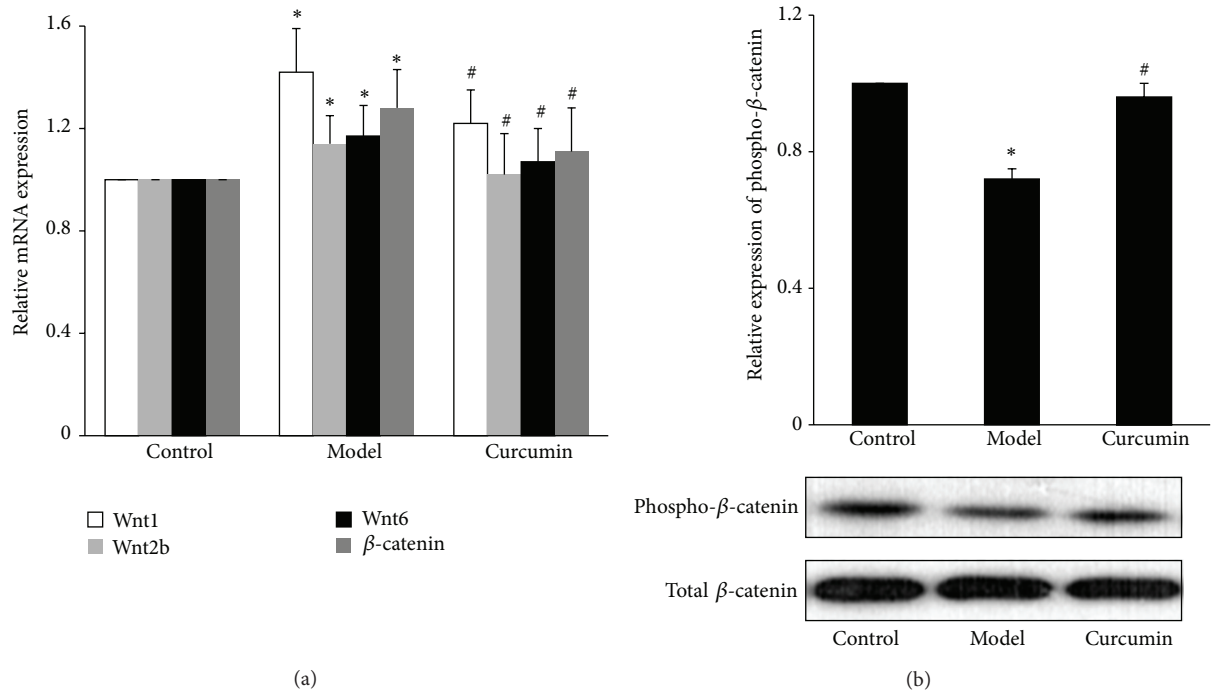 Relative mRNA expression
1.6
1.2
0.8
0.4
0
*
*
*
*
#
#
#
#
Control Model Curcumin
Wnt1
Wnt2b
Wnt6
β-catenin
(a)
Relative expression of phospho-β-catenin
1.2
0.8
0.4
0
*
#
Control Model Curcumin
Phospho-β-catenin
Total β-catenin
Control Model Curcumin
(b)